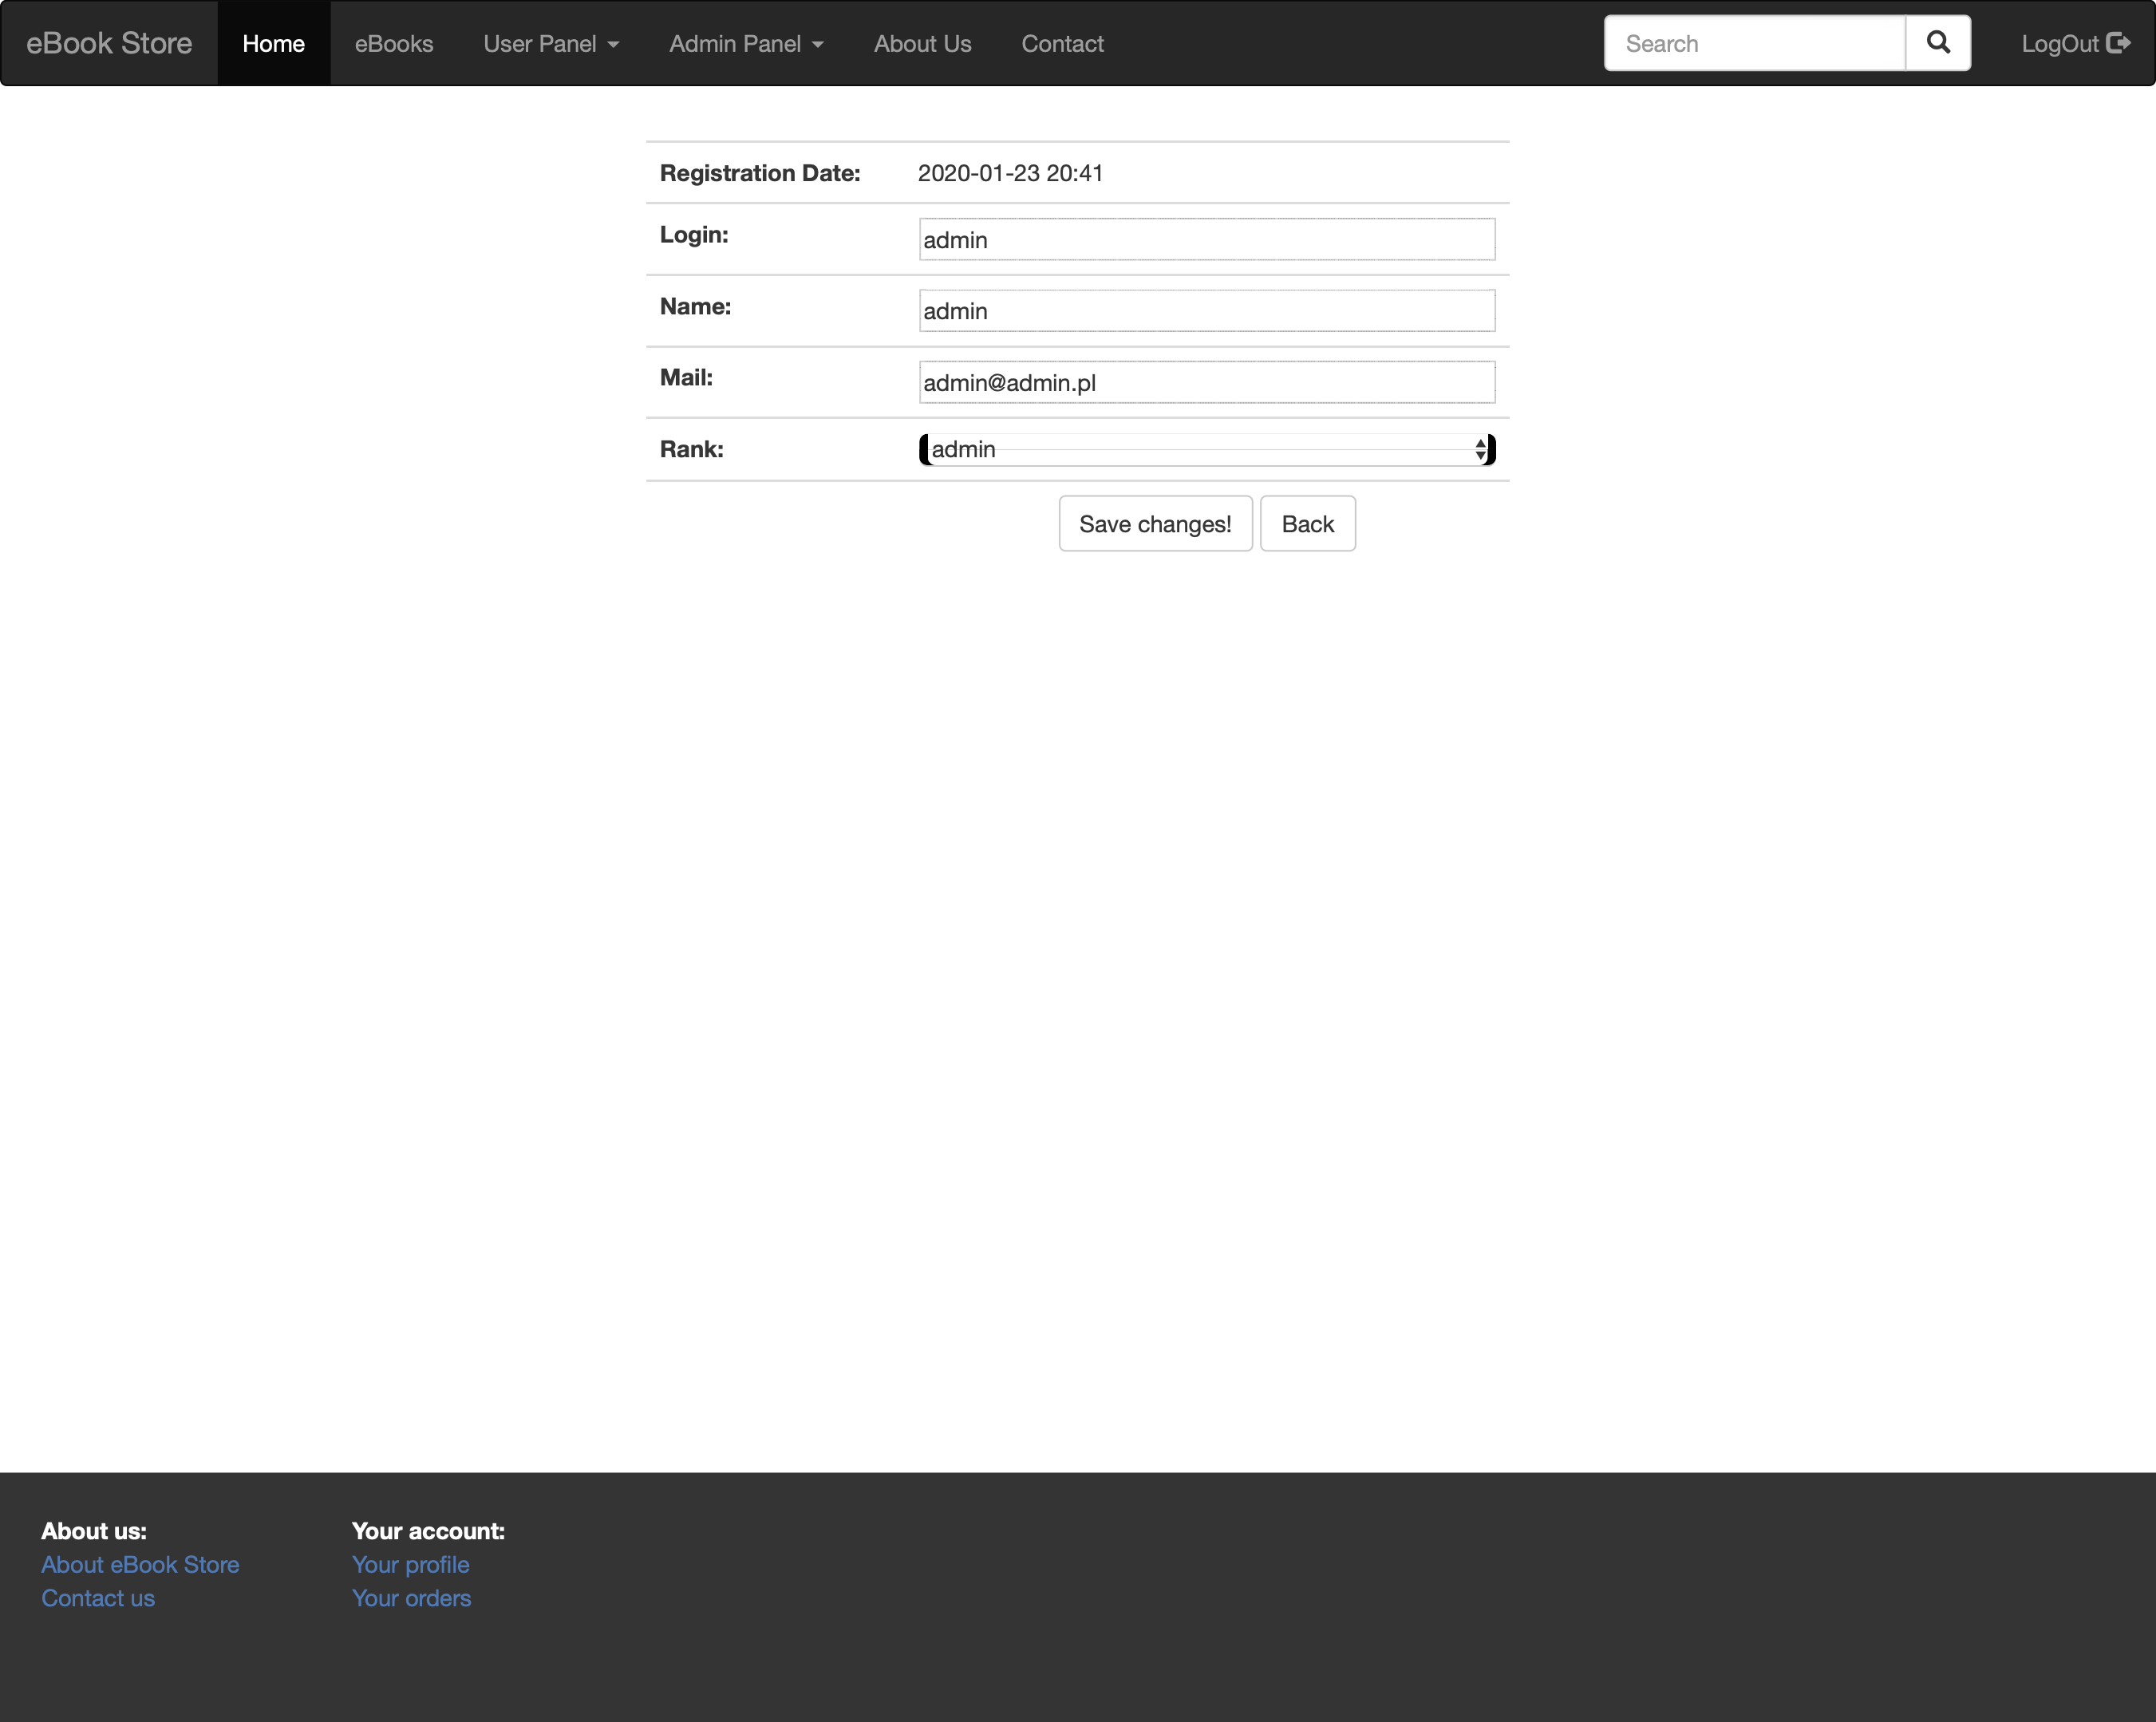 eBook Store Home eBooks User Panel Admin Panel About Us Contact Search LogOut
Registration Date: 2020-01-23 20:41
Login: admin
Name: admin
Mail: admin@admin.pl
Rank: admin
Save changes! Back
About us: Your account:
About eBook Store Your profile
Contact us Your orders